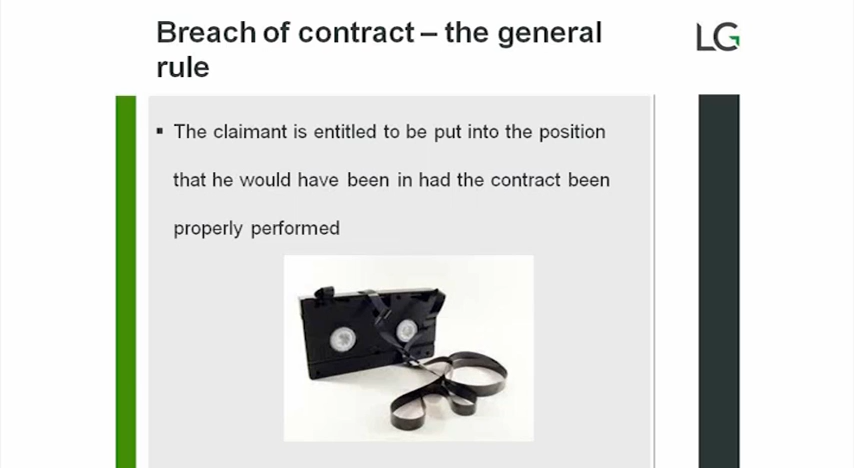 Breach of contract – the general
rule
LG
▪ The claimant is entitled to be put into the position
that he would have been in had the contract been
properly performed